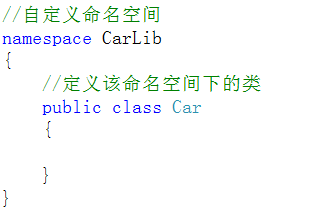 //自定义命名空间
namespace CarLib
{
    //定义该命名空间下的类
    public class Car
    {

    }
}